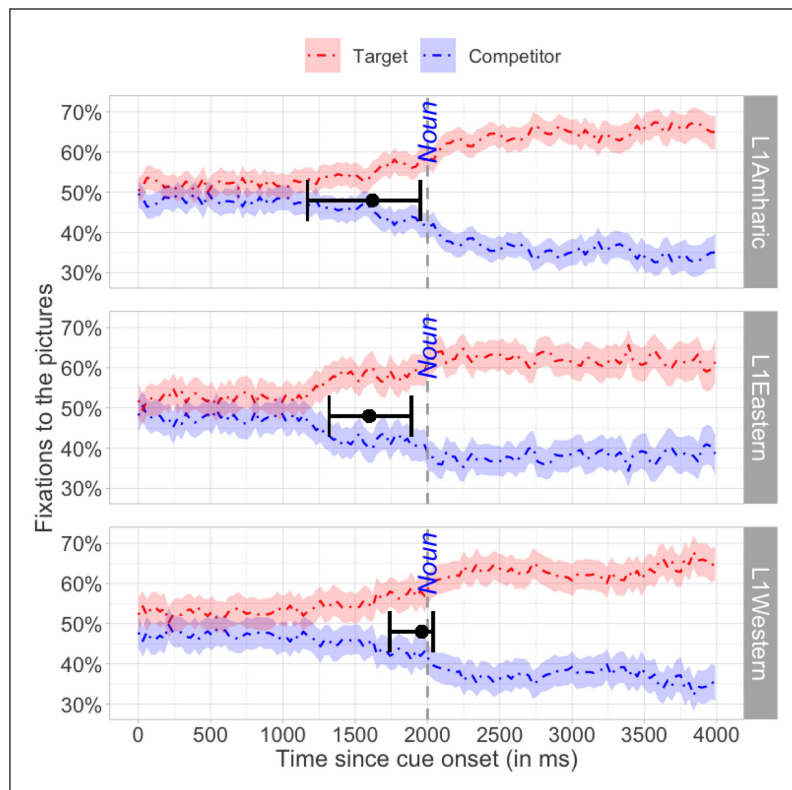 Target Competitor
70%
60%
50%
40%
30%
Noun
L1Amharic
70%
60%
50%
40%
30%
Noun
L1Eastern
70%
60%
50%
40%
30%
Noun
L1Western
Fixations to the pictures
0 500 1000 1500 2000 2500 3000 3500 4000
Time since cue onset (in ms)